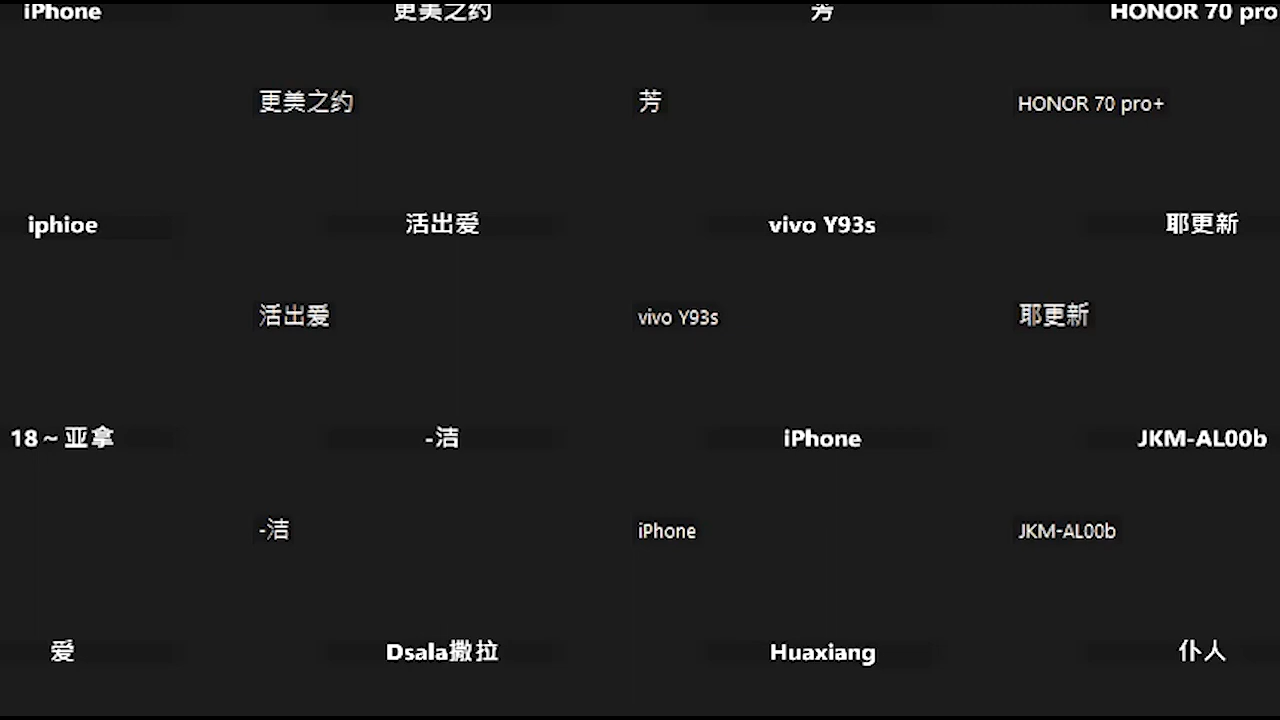 iPhone 更美之约 芳 HONOR 70 pro
更美之约 芳 HONOR 70 pro+
iphioe 活出爱 vivo Y93s 耶更新
活出爱 vivo Y93s 耶更新
18～亚拿 -洁 iPhone JKM-AL00b
-洁 iPhone JKM-AL00b
爱 Dsala撒拉 Huaxiang 仆人